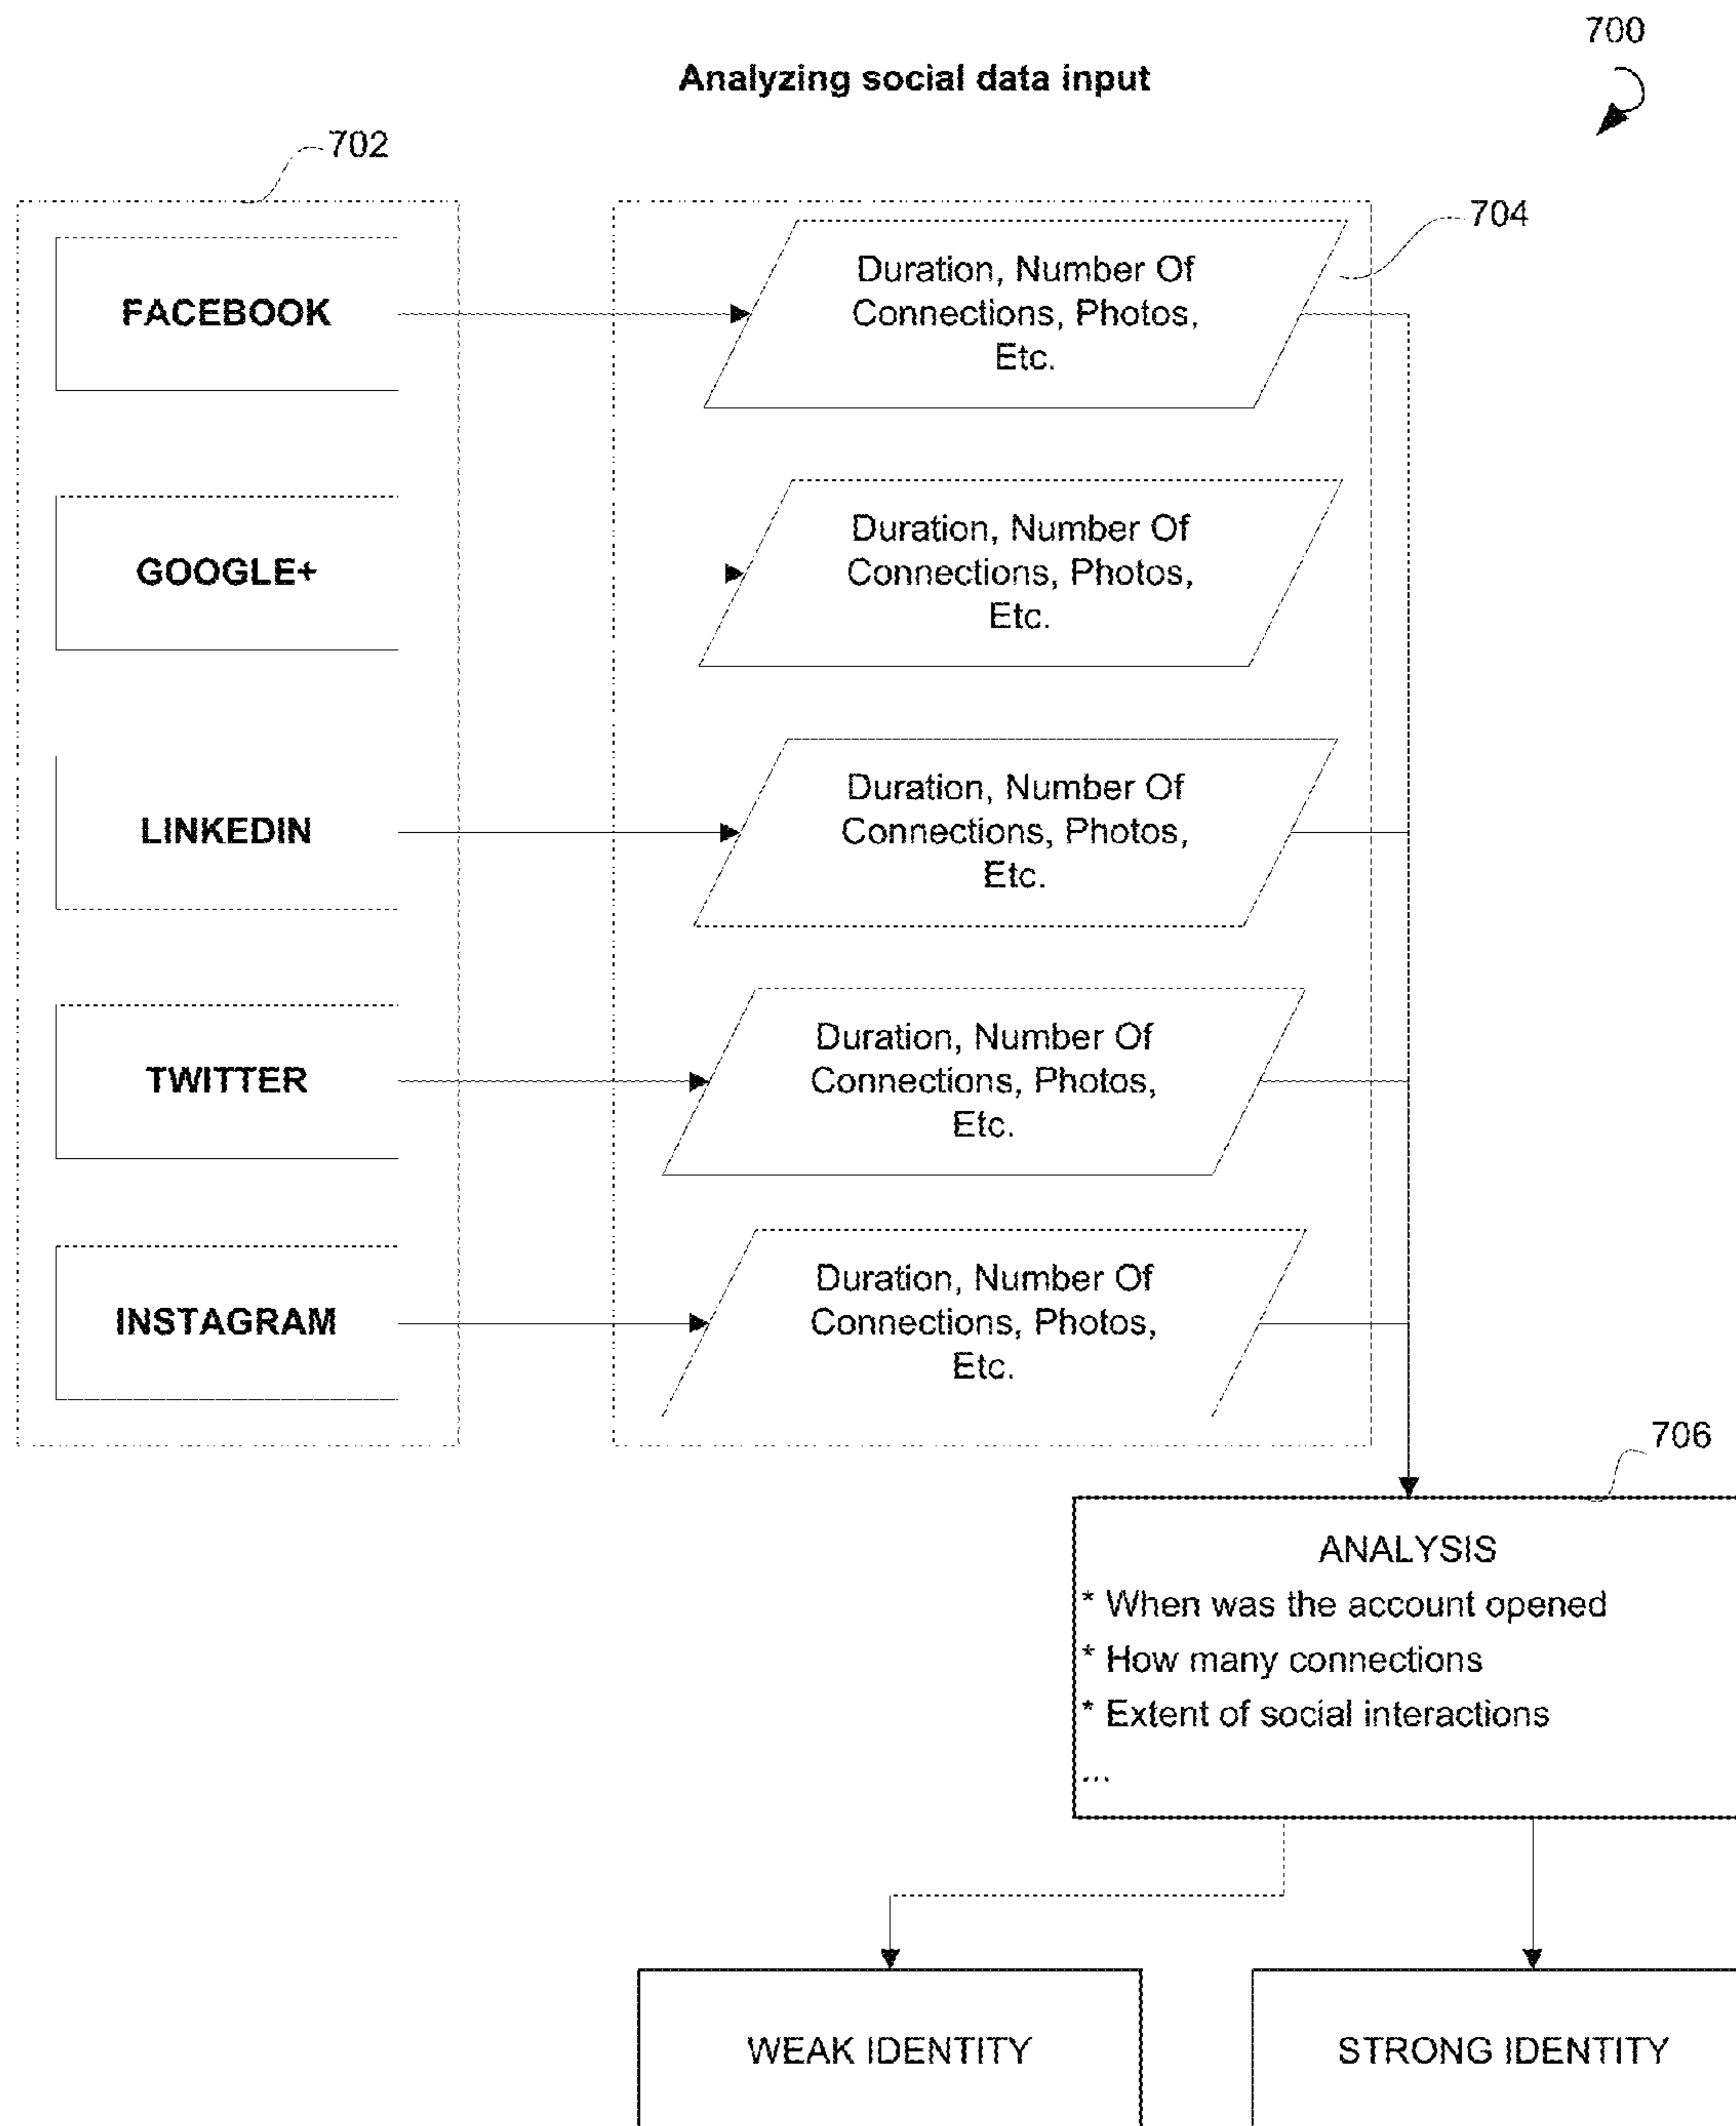 700
Analyzing social data input
702
704
FACEBOOK
Duration, Number Of
Connections, Photos,
Etc.
GOOGLE+
Duration, Number Of
Connections, Photos,
Etc.
LINKEDIN
Duration, Number Of
Connections, Photos,
Etc.
TWITTER
Duration, Number Of
Connections, Photos,
Etc.
INSTAGRAM
Duration, Number Of
Connections, Photos,
Etc.
706
ANALYSIS
* When was the account opened
* How many connections
* Extent of social interactions
...
WEAK IDENTITY
STRONG IDENTITY